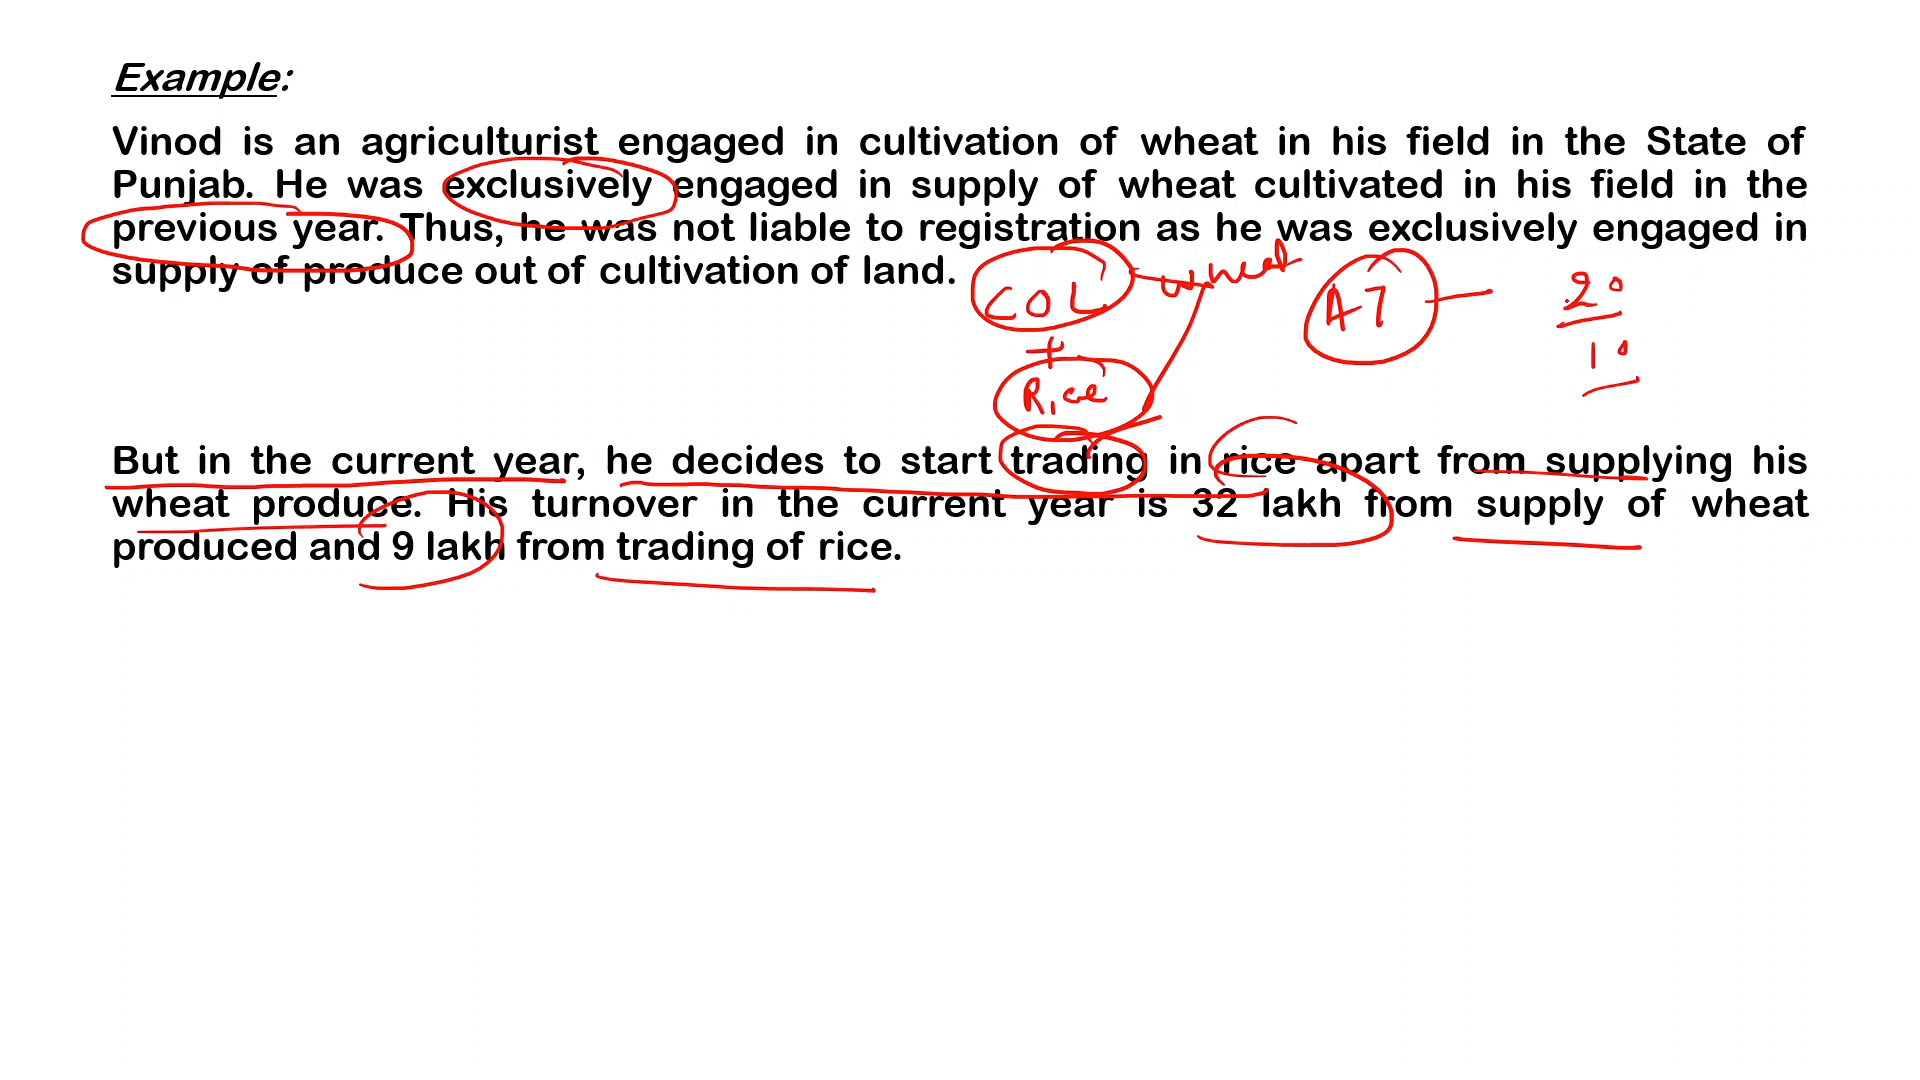 Example:
Vinod is an agriculturist engaged in cultivation of wheat in his field in the State of
Punjab. He was exclusively engaged in supply of wheat cultivated in his field in the
previous year. Thus, he was not liable to registration as he was exclusively engaged in
supply of produce out of cultivation of land.
COL wheat AT 20
+ 10
Rice
But in the current year, he decides to start trading in rice apart from supplying his
wheat produce. His turnover in the current year is 32 lakh from supply of wheat
produced and 9 lakh from trading of rice.